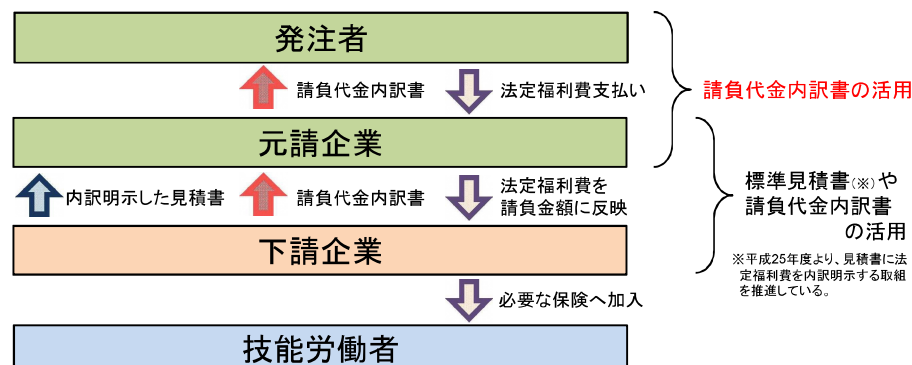 発注者
請負代金内訳書
法定福利費支払い
請負代金内訳書の活用
元請企業
内訳明示した見積書
請負代金内訳書
法定福利費を
請負金額に反映
標準見積書(※)や
請負代金内訳書
の活用
※平成25年度より、見積書に法
定福利費を内訳明示する取組
を推進している。
下請企業
必要な保険へ加入
技能労働者